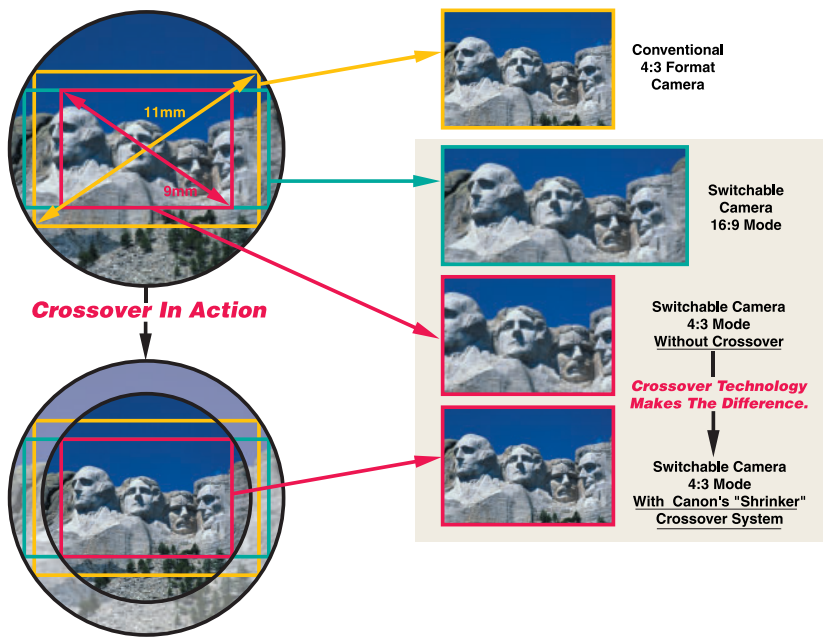 11mm
9mm
Conventional
4:3 Format
Camera
Switchable
Camera
16:9 Mode
Crossover In Action
Switchable Camera
4:3 Mode
Without Crossover
Crossover Technology
Makes The Difference.
Switchable Camera
4:3 Mode
With Canon's "Shrinker"
Crossover System